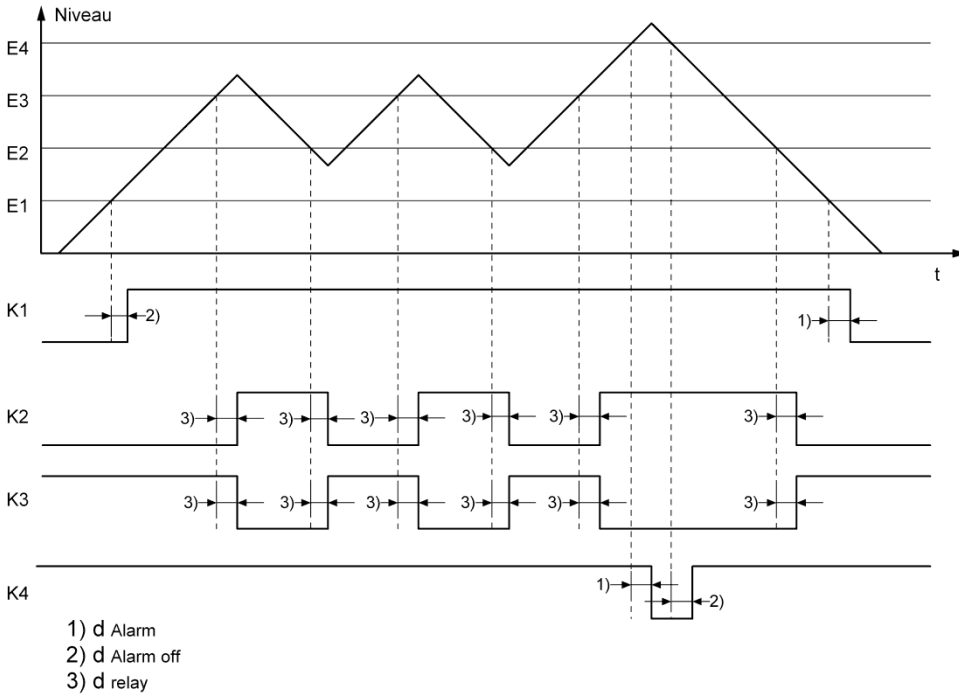 Niveau
E4
E3
E2
E1
t
K1
2)
1)
K2
3) 3) 3) 3) 3) 3)
K3
3) 3) 3) 3) 3) 3)
K4
1)
2)
1) d Alarm
2) d Alarm off
3) d relay